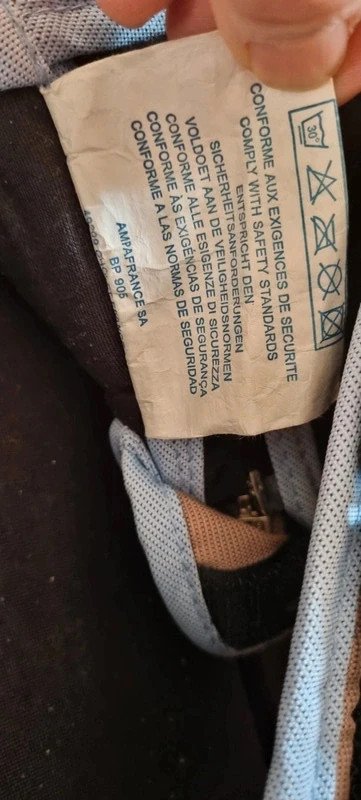 30°
CONFORME AUX EXIGENCES DE SECURITE
COMPLY WITH SAFETY STANDARDS
ENTSPRICHT DEN
SICHERHEITSANFORDERUNGEN
VOLDOET AAN DE VEILIGHEIDSNORMEN
CONFORME ALLE ESIGENZE DI SICUREZZA
CONFORME ÀS EXIGÊNCIAS DE SEGURANÇA
CONFORME A LAS NORMAS DE SEGURIDAD
AMPAFRANCE SA
BP 905